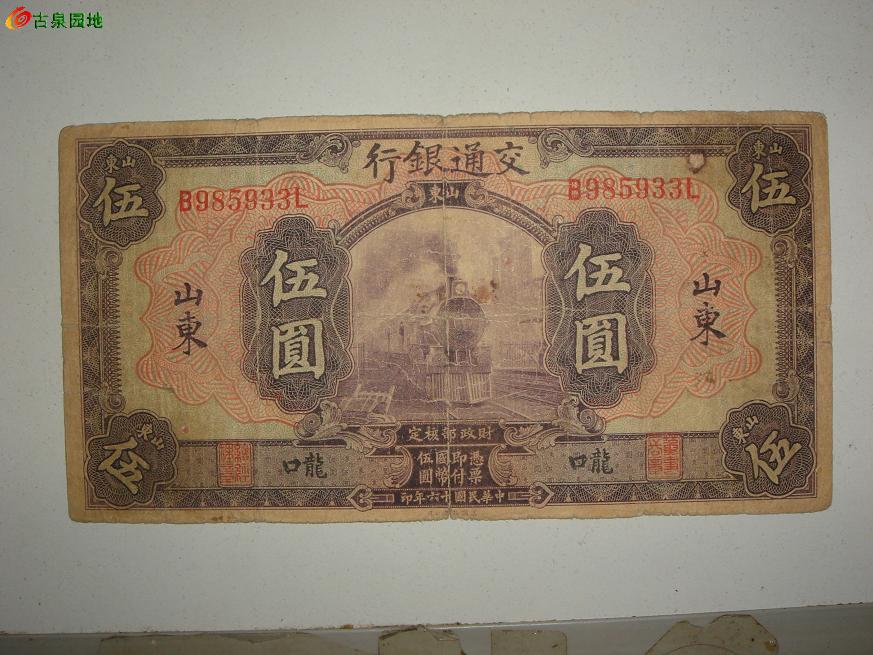 古泉园地
交通銀行
山東
山東
伍
山東
伍
B985933L
B985933L
伍圓
伍圓
山東
山東
財政部核定
憑票即付
國幣伍圓
龍口
龍口
中華民國十六年印
山東
伍
山東
伍